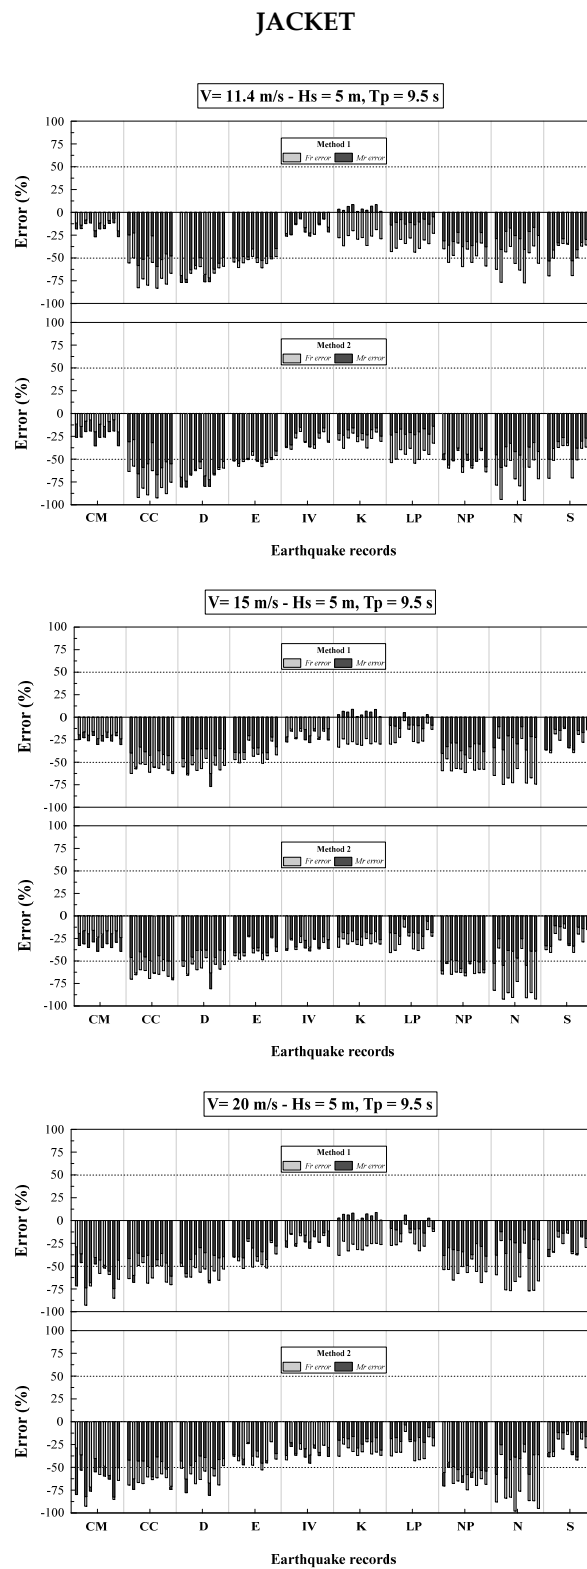 JACKET
V= 11.4 m/s - Hs = 5 m, Tp = 9.5 s
Error (%)
100
75
50
25
0
-25
-50
-75
-100
Method 1
Fr error Mr error
Error (%)
100
75
50
25
0
-25
-50
-75
-100
Method 2
Fr error Mr error
CM CC D E IV K LP NP N S
Earthquake records
V= 15 m/s - Hs = 5 m, Tp = 9.5 s
Error (%)
100
75
50
25
0
-25
-50
-75
-100
Method 1
Fr error Mr error
Error (%)
100
75
50
25
0
-25
-50
-75
-100
Method 2
Fr error Mr error
CM CC D E IV K LP NP N S
Earthquake records
V= 20 m/s - Hs = 5 m, Tp = 9.5 s
Error (%)
100
75
50
25
0
-25
-50
-75
-100
Method 1
Fr error Mr error
Error (%)
100
75
50
25
0
-25
-50
-75
-100
Method 2
Fr error Mr error
CM CC D E IV K LP NP N S
Earthquake records